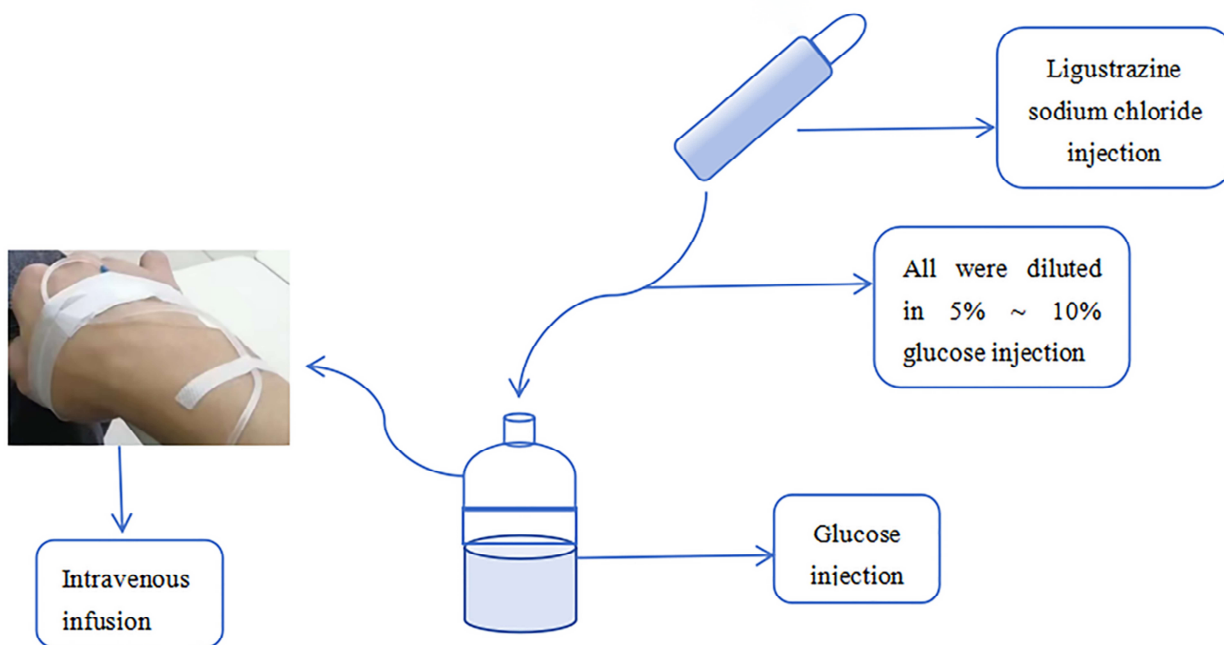 Ligustrazine
sodium chloride
injection
All were diluted
in 5% ~ 10%
glucose injection
Glucose
injection
Intravenous
infusion